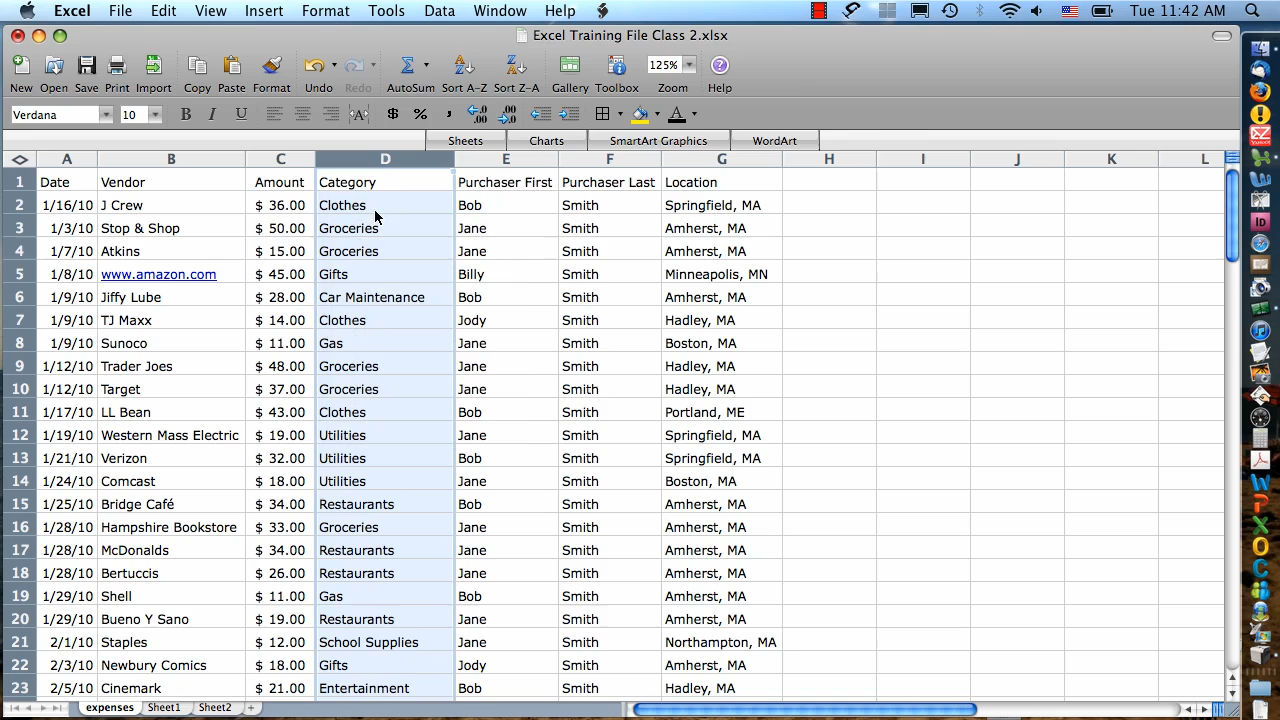 Excel File Edit View Insert Format Tools Data Window Help Tue 11:42 AM
Excel Training File Class 2.xlsx
125%
New Open Save Print Import Copy Paste Format Undo Redo AutoSum Sort A-Z Sort Z-A Gallery Toolbox Zoom Help
Verdana 10 B I U A $ % , .0 .00 .00 .0 A
Sheets Charts SmartArt Graphics WordArt
A B C D E F G H I J K L
1 Date Vendor Amount Category Purchaser First Purchaser Last Location
2 1/16/10 J Crew $ 36.00 Clothes Bob Smith Springfield, MA
3 1/3/10 Stop & Shop $ 50.00 Groceries Jane Smith Amherst, MA
4 1/7/10 Atkins $ 15.00 Groceries Jane Smith Amherst, MA
5 1/8/10 www.amazon.com $ 45.00 Gifts Billy Smith Minneapolis, MN
6 1/9/10 Jiffy Lube $ 28.00 Car Maintenance Bob Smith Amherst, MA
7 1/9/10 TJ Maxx $ 14.00 Clothes Jody Smith Hadley, MA
8 1/9/10 Sunoco $ 11.00 Gas Jane Smith Boston, MA
9 1/12/10 Trader Joes $ 48.00 Groceries Jane Smith Hadley, MA
10 1/12/10 Target $ 37.00 Groceries Jane Smith Hadley, MA
11 1/17/10 LL Bean $ 43.00 Clothes Bob Smith Portland, ME
12 1/19/10 Western Mass Electric $ 19.00 Utilities Jane Smith Springfield, MA
13 1/21/10 Verizon $ 32.00 Utilities Bob Smith Springfield, MA
14 1/24/10 Comcast $ 18.00 Utilities Jane Smith Boston, MA
15 1/25/10 Bridge Café $ 34.00 Restaurants Bob Smith Amherst, MA
16 1/28/10 Hampshire Bookstore $ 33.00 Groceries Jane Smith Amherst, MA
17 1/28/10 McDonalds $ 34.00 Restaurants Jane Smith Amherst, MA
18 1/28/10 Bertuccis $ 26.00 Restaurants Jane Smith Amherst, MA
19 1/29/10 Shell $ 11.00 Gas Bob Smith Amherst, MA
20 1/29/10 Bueno Y Sano $ 19.00 Restaurants Jane Smith Amherst, MA
21 2/1/10 Staples $ 12.00 School Supplies Jane Smith Northampton, MA
22 2/3/10 Newbury Comics $ 18.00 Gifts Jody Smith Amherst, MA
23 2/5/10 Cinemark $ 21.00 Entertainment Bob Smith Hadley, MA
expenses Sheet1 Sheet2 +